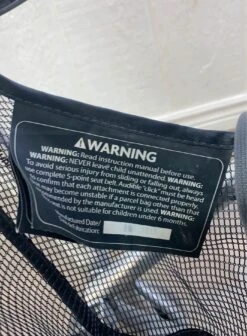 WARNING
WARNING: Read instruction manual before use.
WARNING: NEVER leave child unattended. WARNING:
To avoid serious injury from sliding or falling out, always
use complete 5-point seat belt. Audible "click" must be heard
to confirm that each attachment is connected properly.
may become unstable if a parcel bag other than that
recommended by the manufacturer is used WARNING:
is not suitable for children under 6 months.